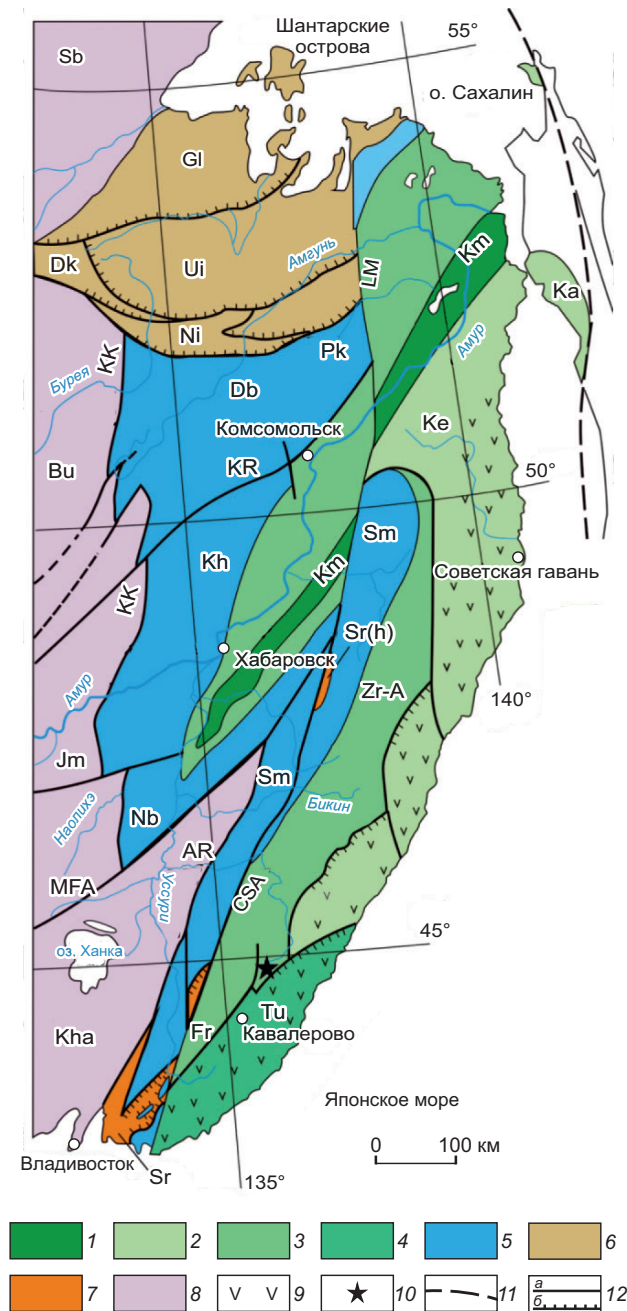 Шантарские
острова
55°
Sb
о. Сахалин
Gl
Km
Dk
Ui
Амгунь
LM
Ka
Ni
Pk
Амур
KK
Db
Бурея
Ke
Комсомольск
KR
Bu
50°
Sm
Kh
Km
Советская гавань
KK
Sr(h)
Хабаровск
Zr-A
140°
Амур
Jm
Sm
Наолихэ
Бикин
Nb
AR
MFA
CSA
Уссури
45°
оз. Ханка
Tu
Kha
Fr
Кавалерово
Японское море
0 100 км
Владивосток
Sr
135°
1 2 3 4 5 6
v v
7 8 9 10 11 а 12
б